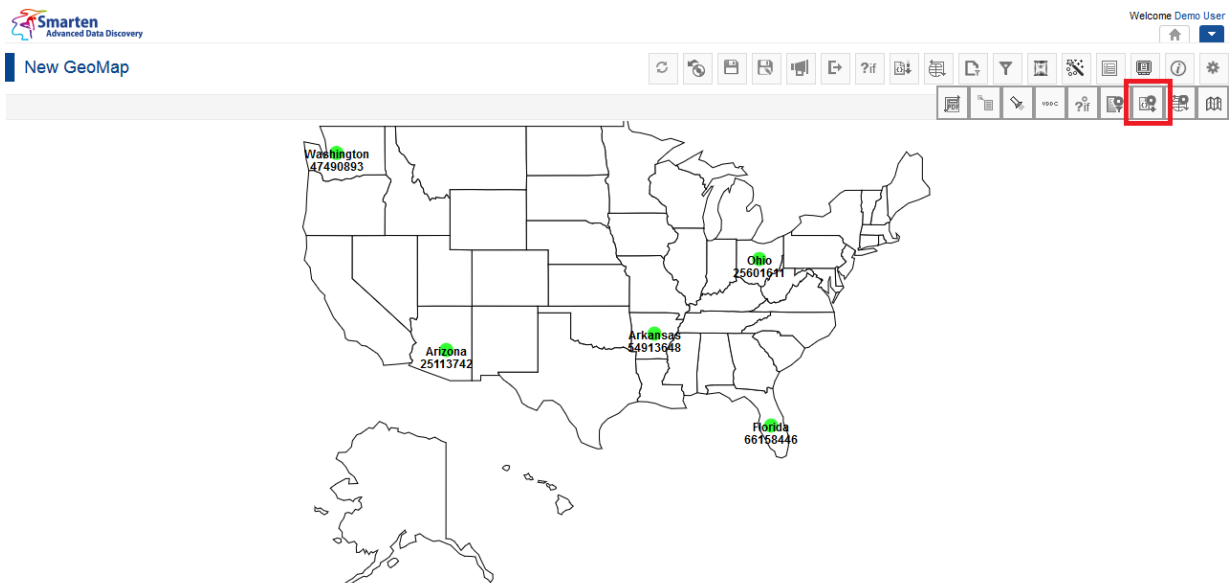 Smarten
Advanced Data Discovery
Welcome Demo User
New GeoMap
?if
PDF
?if
Washington
47490893
Ohio
25601611
Arkansas
54913648
Arizona
25113742
Florida
66158446